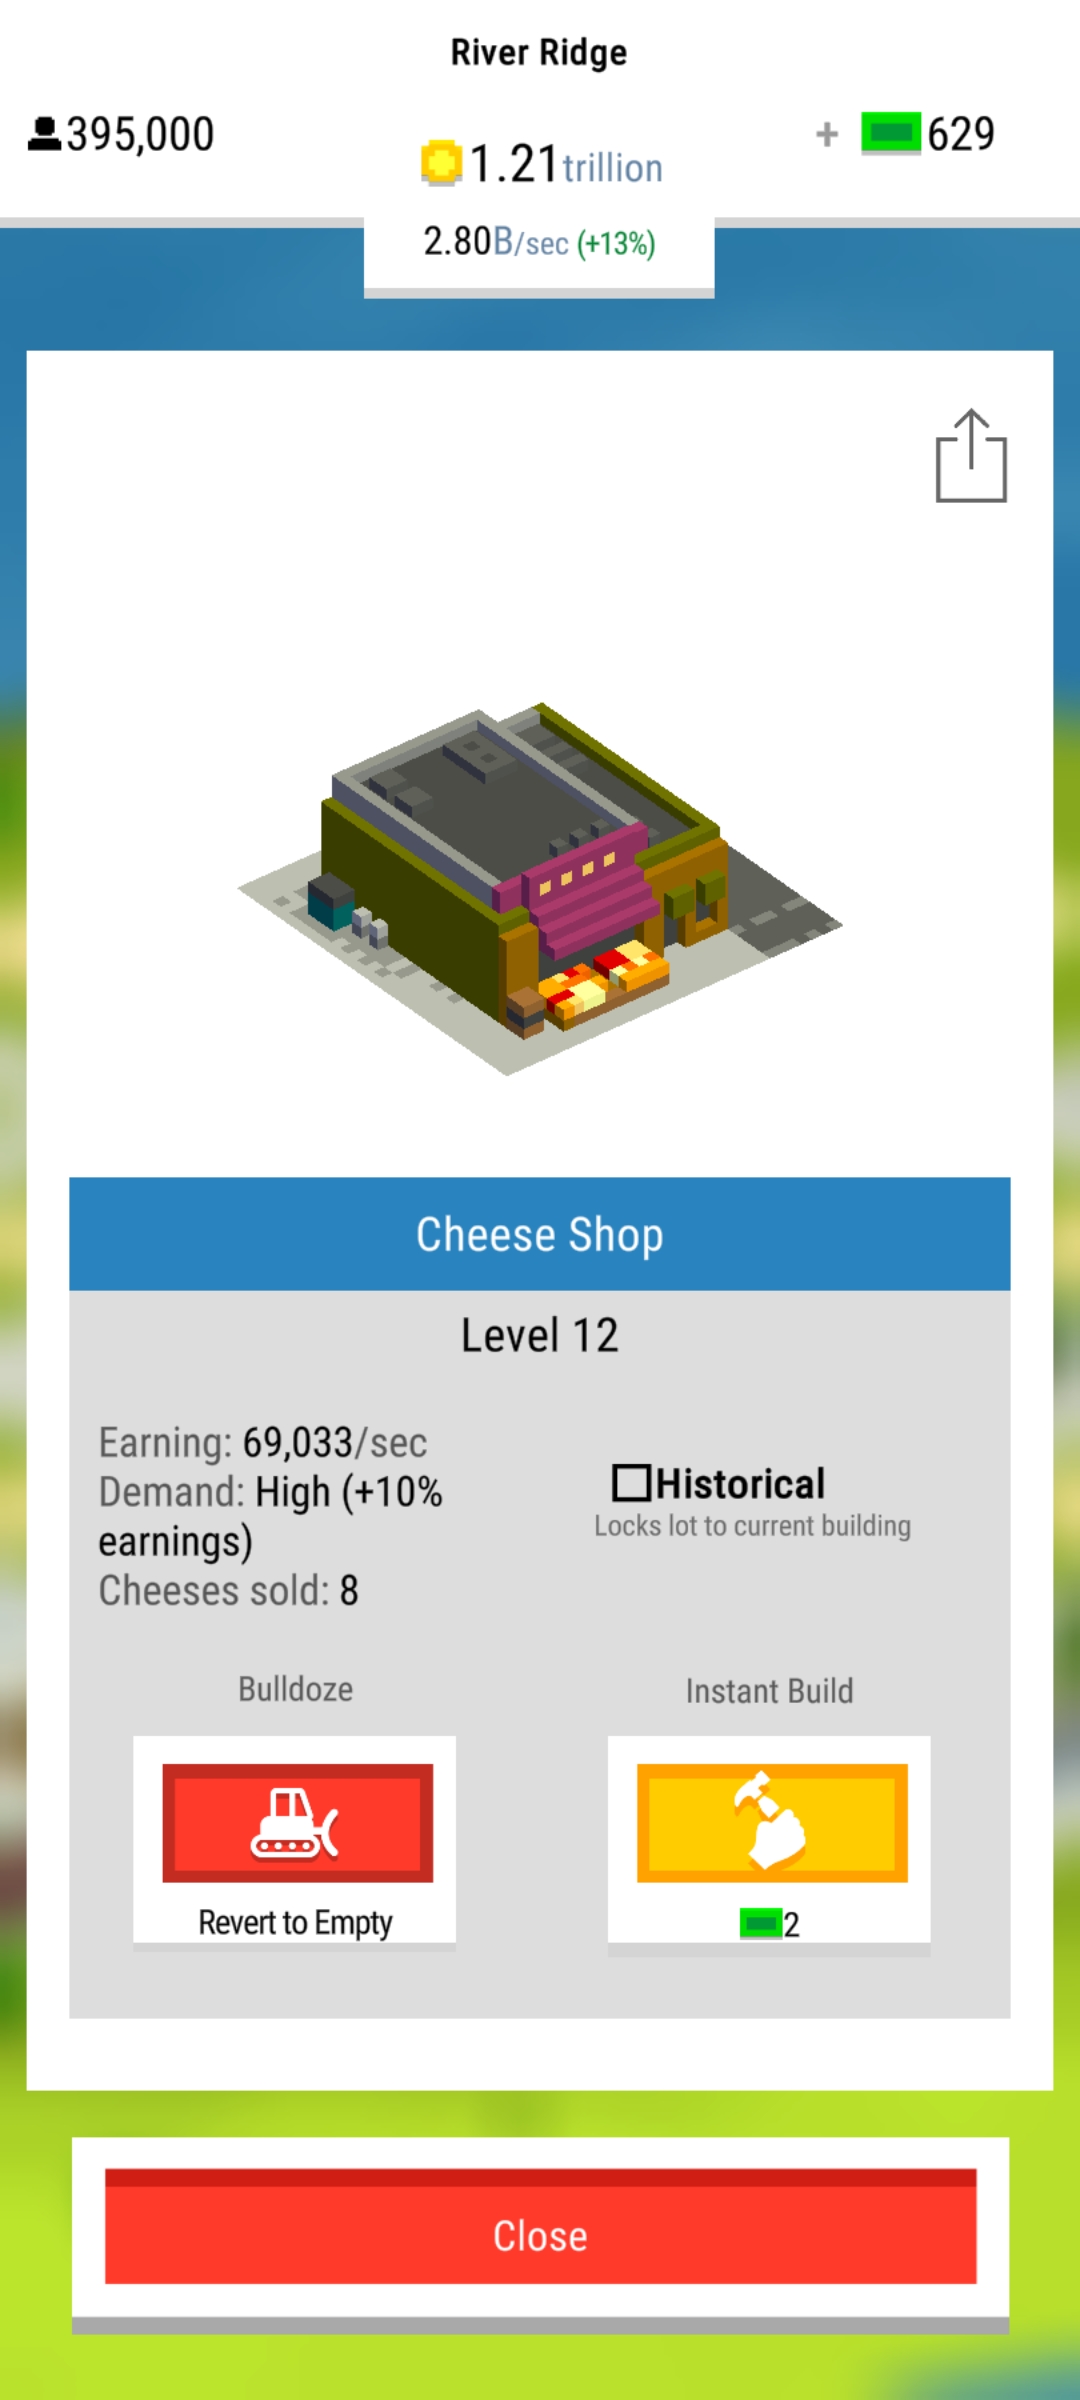 River Ridge
395,000
1.21trillion
+ 629
2.80B/sec (+13%)
Cheese Shop
Level 12
Earning: 69,033/sec
Demand: High (+10%
earnings)
Cheeses sold: 8
Historical
Locks lot to current building
Bulldoze
Instant Build
Revert to Empty
2
Close